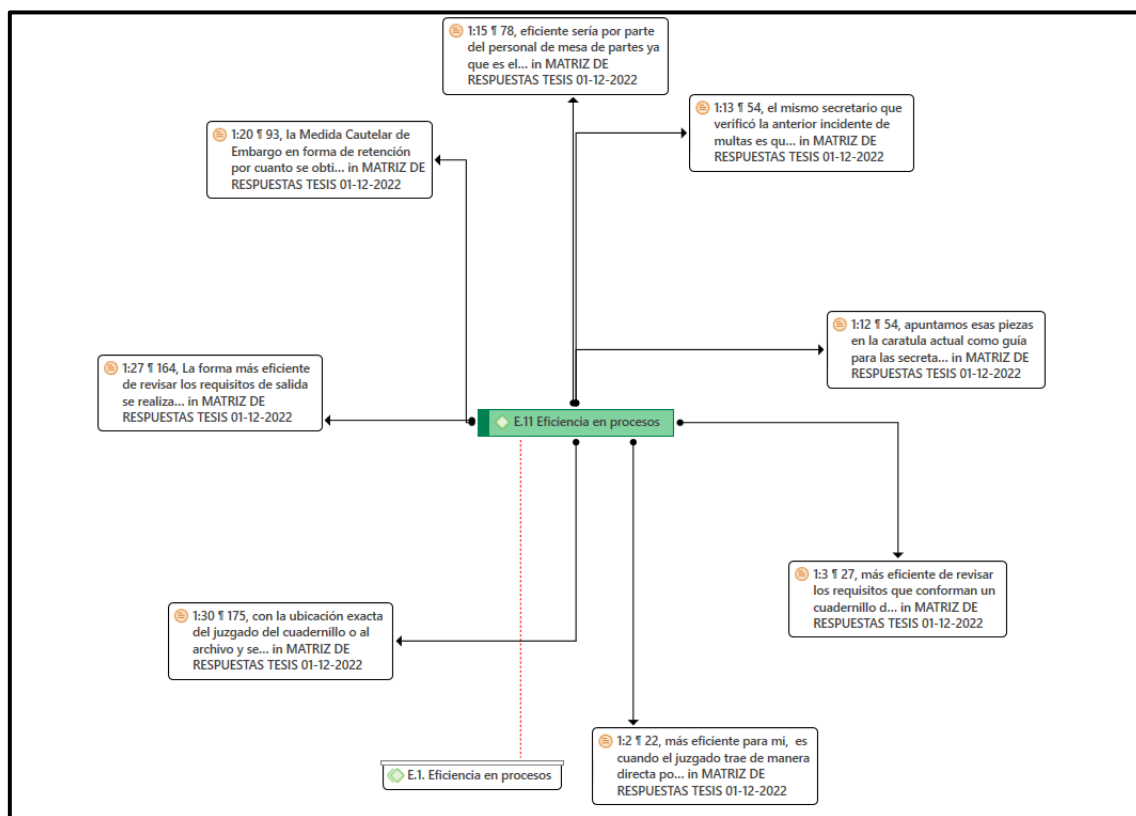 1:15 ¶ 78, eficiente sería por parte
del personal de mesa de partes ya
que es el... in MATRIZ DE
RESPUESTAS TESIS 01-12-2022
1:13 ¶ 54, el mismo secretario que
verificó la anterior incidente de
multas es qu... in MATRIZ DE
RESPUESTAS TESIS 01-12-2022
1:20 ¶ 93, la Medida Cautelar de
Embargo en forma de retención
por cuanto se obti... in MATRIZ
DE RESPUESTAS TESIS
01-12-2022
1:12 ¶ 54, apuntamos esas piezas
en la caratula actual como guía
para las secreta... in MATRIZ DE
RESPUESTAS TESIS 01-12-2022
1:27 ¶ 164, La forma más eficiente
de revisar los requisitos de salida
se realiza... in MATRIZ DE
RESPUESTAS TESIS 01-12-2022
E.11 Eficiencia en procesos
1:3 ¶ 27, más eficiente de revisar
los requisitos que conforman un
cuadernillo d... in MATRIZ DE
RESPUESTAS TESIS 01-12-2022
1:30 ¶ 175, con la ubicación exacta
del juzgado del cuadernillo o al
archivo y se... in MATRIZ DE
RESPUESTAS TESIS 01-12-2022
1:2 ¶ 22, más eficiente para mi, es
cuando el juzgado trae de manera
directa po... in MATRIZ DE
RESPUESTAS TESIS 01-12-2022
E.1. Eficiencia en procesos